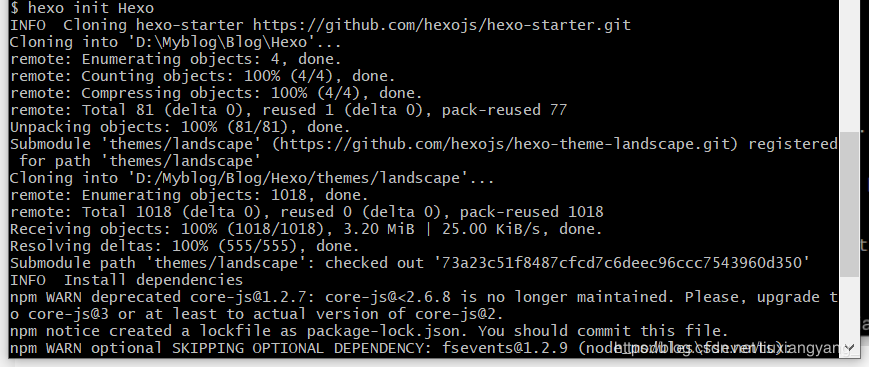 $ hexo init Hexo
INFO  Cloning hexo-starter https://github.com/hexojs/hexo-starter.git
Cloning into 'D:\Myblog\Blog\Hexo'...
remote: Enumerating objects: 4, done.
remote: Counting objects: 100% (4/4), done.
remote: Compressing objects: 100% (4/4), done.
remote: Total 81 (delta 0), reused 1 (delta 0), pack-reused 77
Unpacking objects: 100% (81/81), done.
Submodule 'themes/landscape' (https://github.com/hexojs/hexo-theme-landscape.git) registered
 for path 'themes/landscape'
Cloning into 'D:/Myblog/Blog/Hexo/themes/landscape'...
remote: Enumerating objects: 1018, done.
remote: Total 1018 (delta 0), reused 0 (delta 0), pack-reused 1018
Receiving objects: 100% (1018/1018), 3.20 MiB | 25.00 KiB/s, done.
Resolving deltas: 100% (555/555), done.
Submodule path 'themes/landscape': checked out '73a23c51f8487cfcd7c6deec96ccc7543960d350'
INFO  Install dependencies
npm WARN deprecated core-js@1.2.7: core-js@<2.6.8 is no longer maintained. Please, upgrade t
o core-js@3 or at least to actual version of core-js@2.
npm notice created a lockfile as package-lock.json. You should commit this file.
npm WARN optional SKIPPING OPTIONAL DEPENDENCY: fsevents@1.2.9